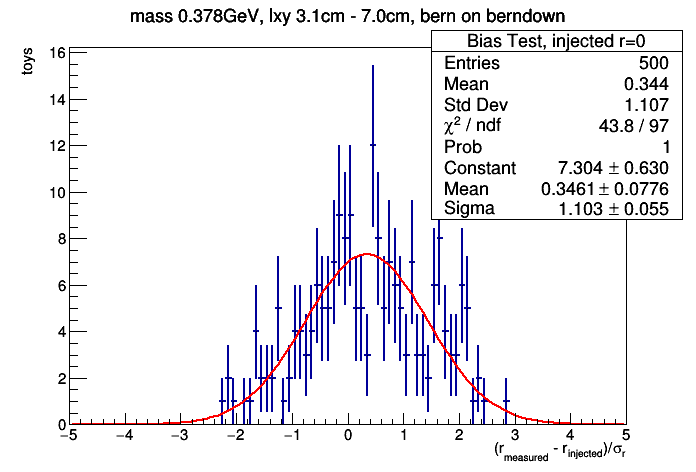 mass 0.378GeV, lxy 3.1cm - 7.0cm, bern on berndown
Bias Test, injected r=0
Entries 500
Mean 0.344
Std Dev 1.107
χ² / ndf 43.8 / 97
Prob 1
Constant 7.304 ± 0.630
Mean 0.3461 ± 0.0776
Sigma 1.103 ± 0.055
toys
16
14
12
10
8
6
4
2
0
−5 −4 −3 −2 −1 0 1 2 3 4 5
(r_measured - r_injected)/σ_r